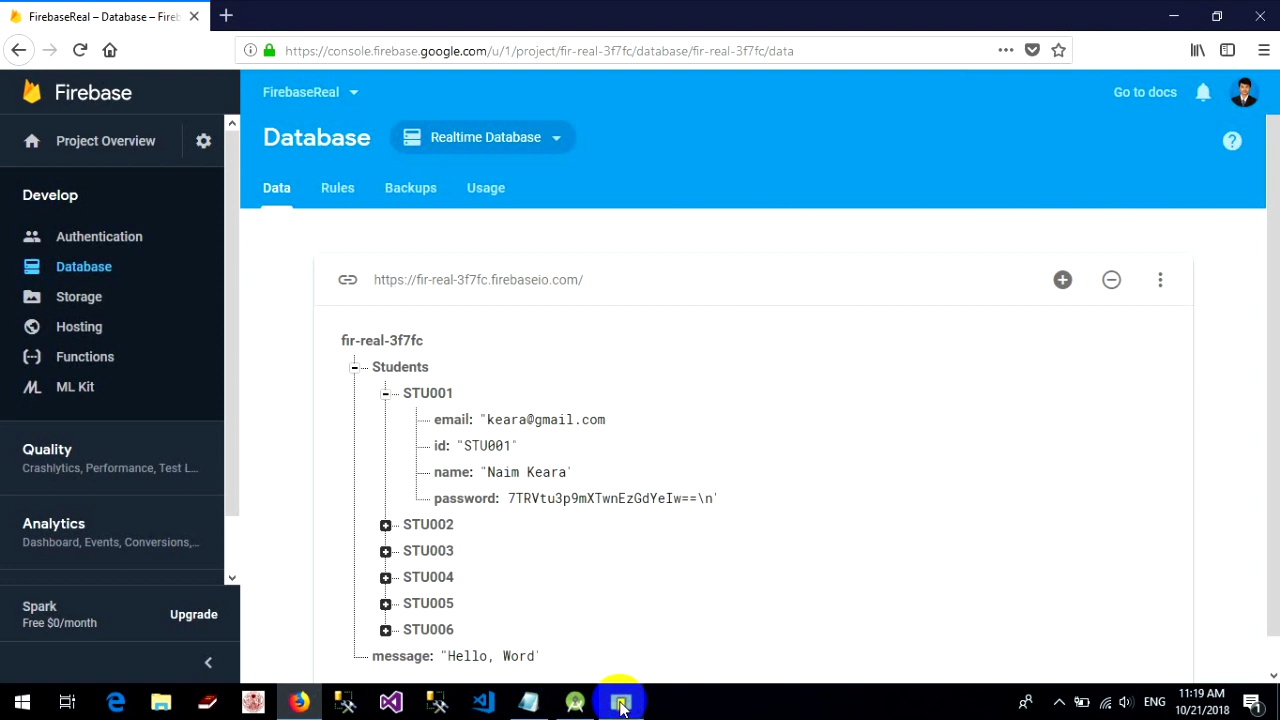 FirebaseReal – Database – Fireb
https://console.firebase.google.com/u/1/project/fir-real-3f7fc/database/fir-real-3f7fc/data
Firebase
FirebaseReal
Go to docs
Project Overview
Database
Realtime Database
Develop
Data
Rules
Backups
Usage
Authentication
Database
Storage
https://fir-real-3f7fc.firebaseio.com/
Hosting
Functions
fir-real-3f7fc
Students
ML Kit
STU001
email: "keara@gmail.com
Quality
id: "STU001"
Crashlytics, Performance, Test L...
name: "Naim Keara'
password: 7TRVtu3p9mXTwnEzGdYeIw==\n'
Analytics
STU002
Dashboard, Events, Conversions,...
STU003
STU004
Spark
STU005
Free $0/month
Upgrade
STU006
message: "Hello, Word'
ENG
11:19 AM
10/21/2018
1